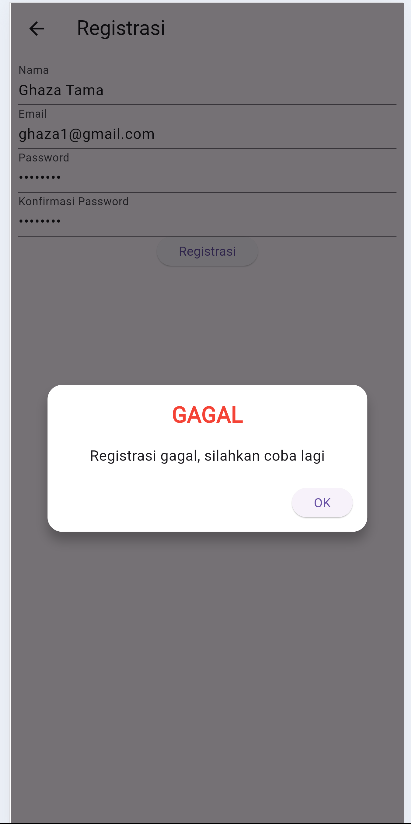 Registrasi
Nama
Ghaza Tama
Email
ghaza1@gmail.com
Password
••••••••
Konfirmasi Password
••••••••
Registrasi
GAGAL
Registrasi gagal, silahkan coba lagi
OK